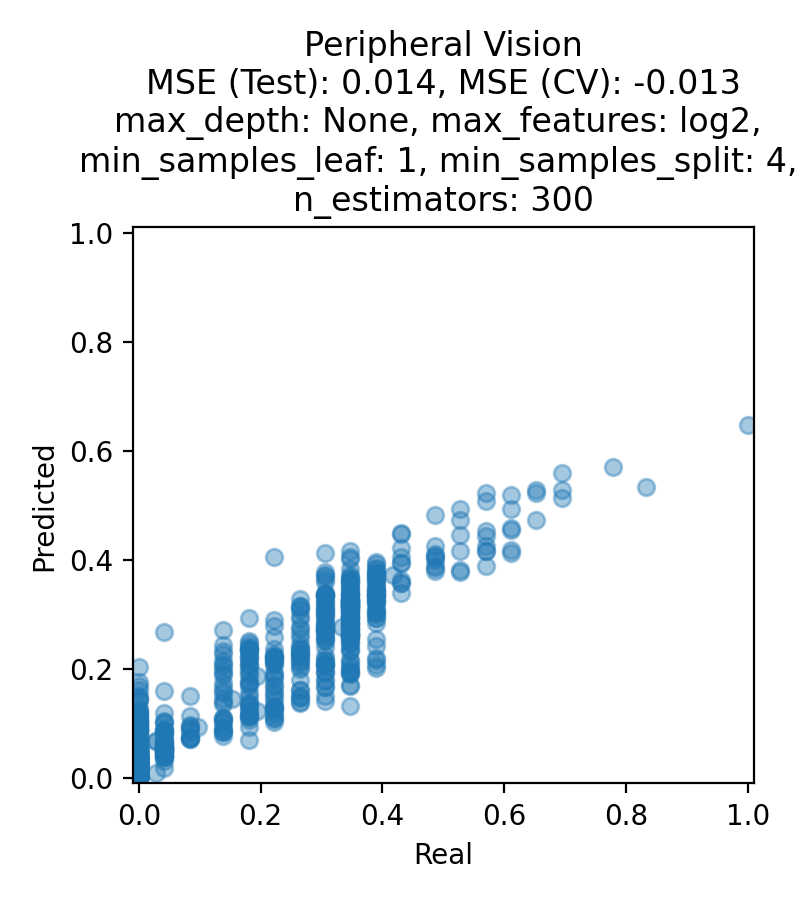 Peripheral Vision
MSE (Test): 0.014, MSE (CV): -0.013
max_depth: None, max_features: log2,
min_samples_leaf: 1, min_samples_split: 4,
n_estimators: 300
1.0
0.8
0.6
0.4
0.2
0.0
Predicted
0.0 0.2 0.4 0.6 0.8 1.0
Real